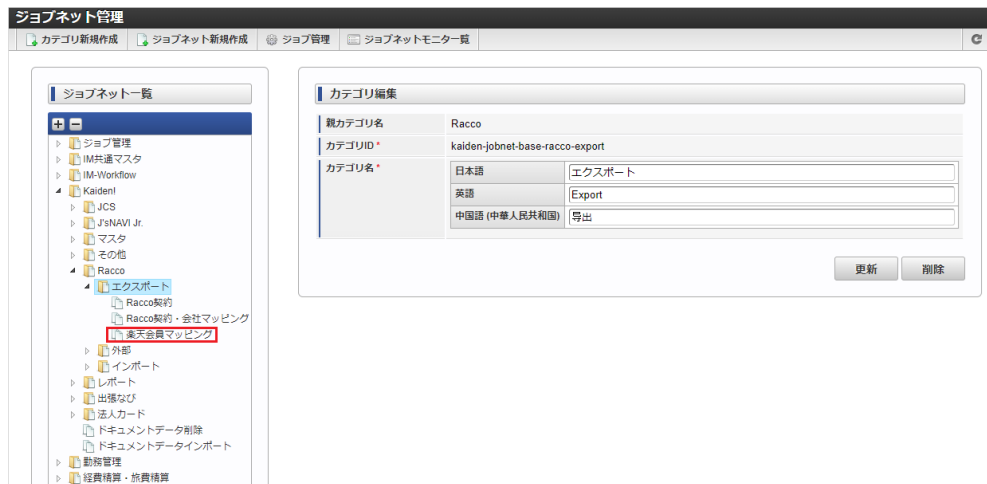 ジョブネット管理
カテゴリ新規作成 ジョブネット新規作成 ジョブ管理 ジョブネットモニター覧
ジョブネット一覧
ジョブ管理
IM共通マスタ
IM-Workflow
Kaiden!
JCS
J'sNAVI Jr.
マスタ
その他
Racco
エクスポート
Racco契約
Racco契約・会社マッピング
楽天会員マッピング
外部
インポート
レポート
出張なび
法人カード
ドキュメントデータ削除
ドキュメントデータインポート
勤務管理
経費精算・旅費精算
カテゴリ編集
親カテゴリ名 Racco
カテゴリID * kaiden-jobnet-base-racco-export
カテゴリ名 *
日本語 エクスポート
英語 Export
中国語 (中華人民共和国) 导出
更新 削除